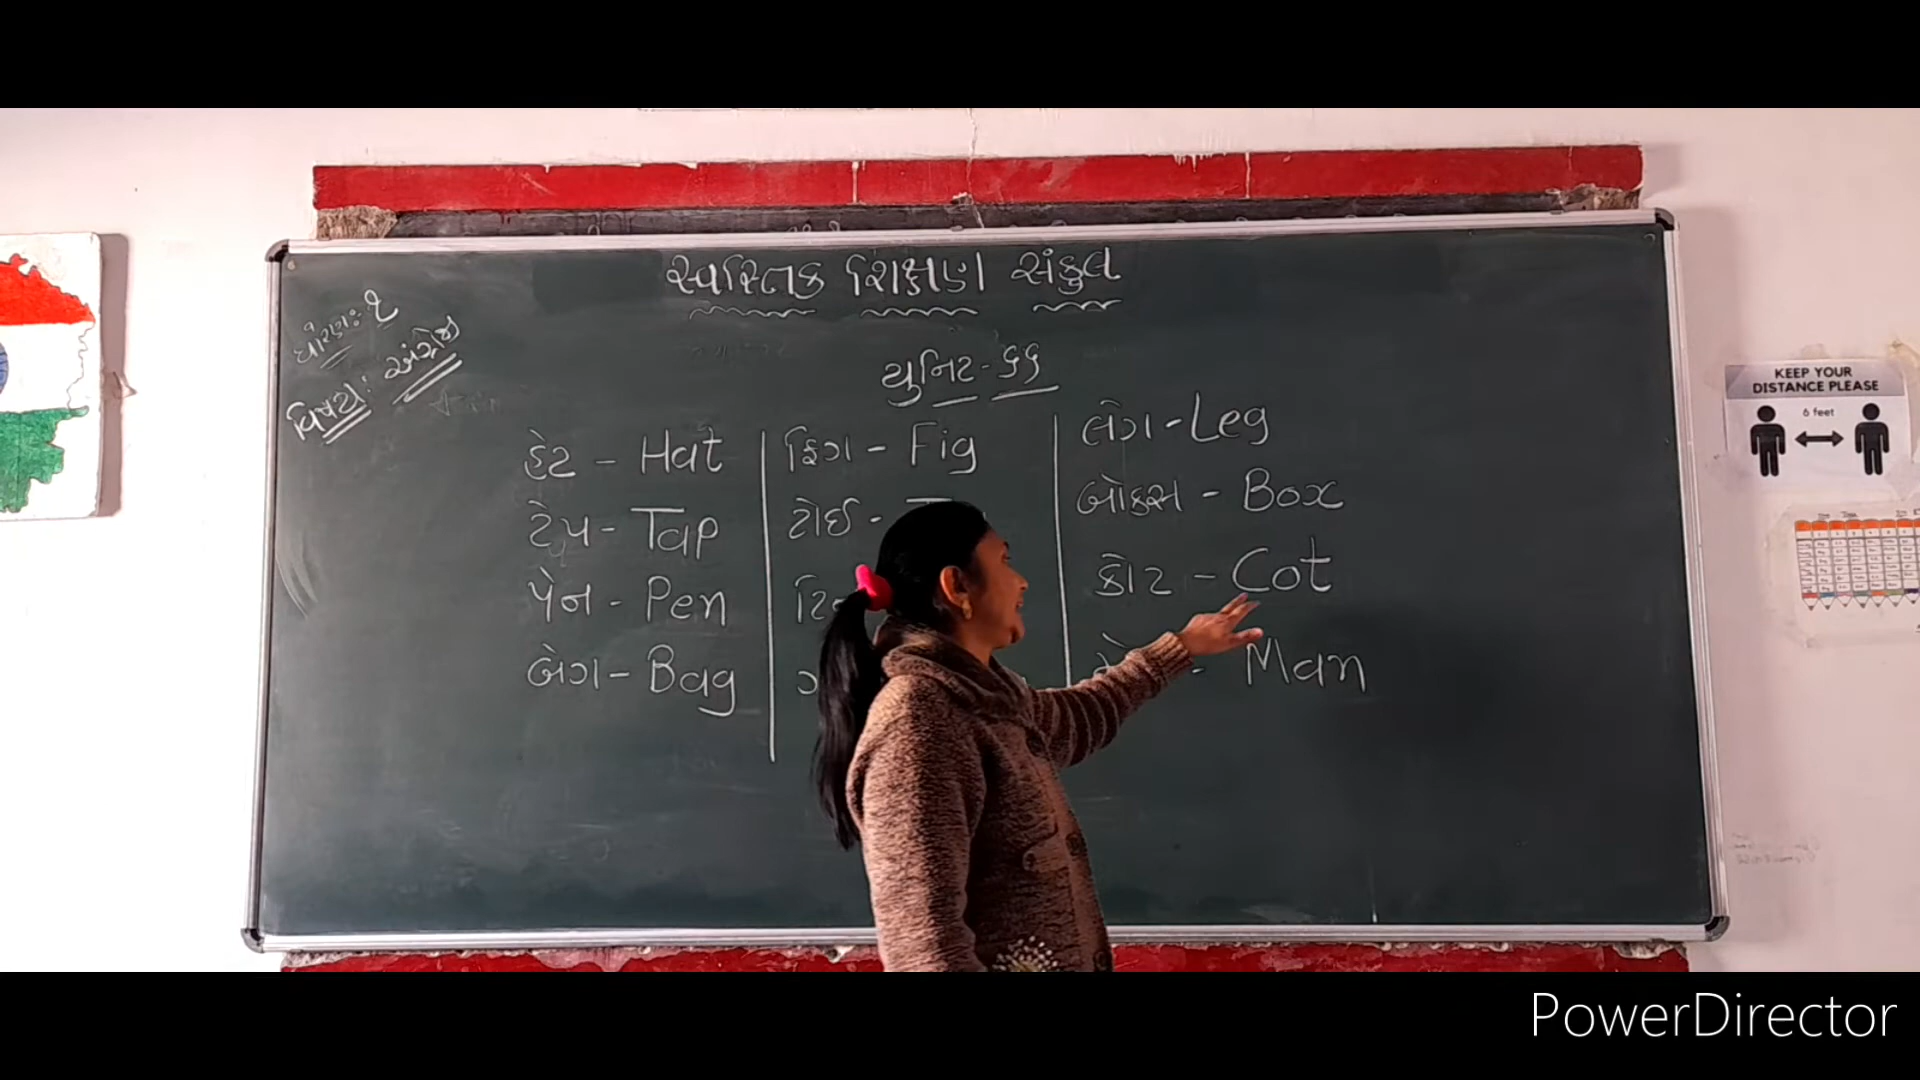 સ્વસ્તિક શિક્ષણ સંકુલ
ધોરણ: ૧
વિષય: અંગ્રેજી
યુનિટ- ૬૬
હેટ - Hat
ટેપ - Tap
પેન - Pen
બેગ - Bag
ફિગ - Fig
ટોઈ -
લેગ - Leg
બોક્સ - Box
કોટ - Cot
- Man
KEEP YOUR
DISTANCE PLEASE
6 feet
PowerDirector